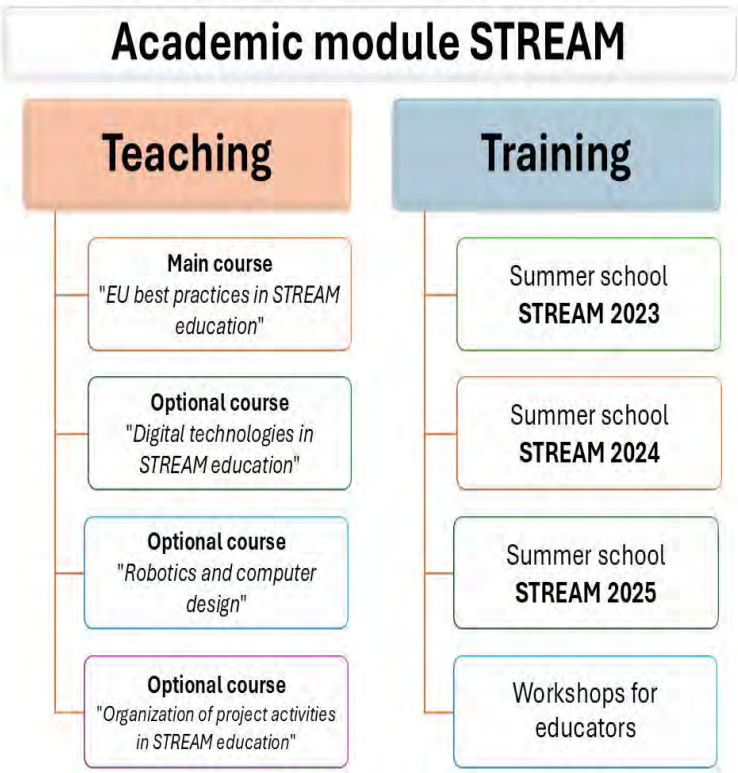 Academic module STREAM
Teaching
Main course
"EU best practices in STREAM
education"
Optional course
"Digital technologies in
STREAM education"
Optional course
"Robotics and computer
design"
Optional course
"Organization of project activities
in STREAM education"
Training
Summer school
STREAM 2023
Summer school
STREAM 2024
Summer school
STREAM 2025
Workshops for
educators